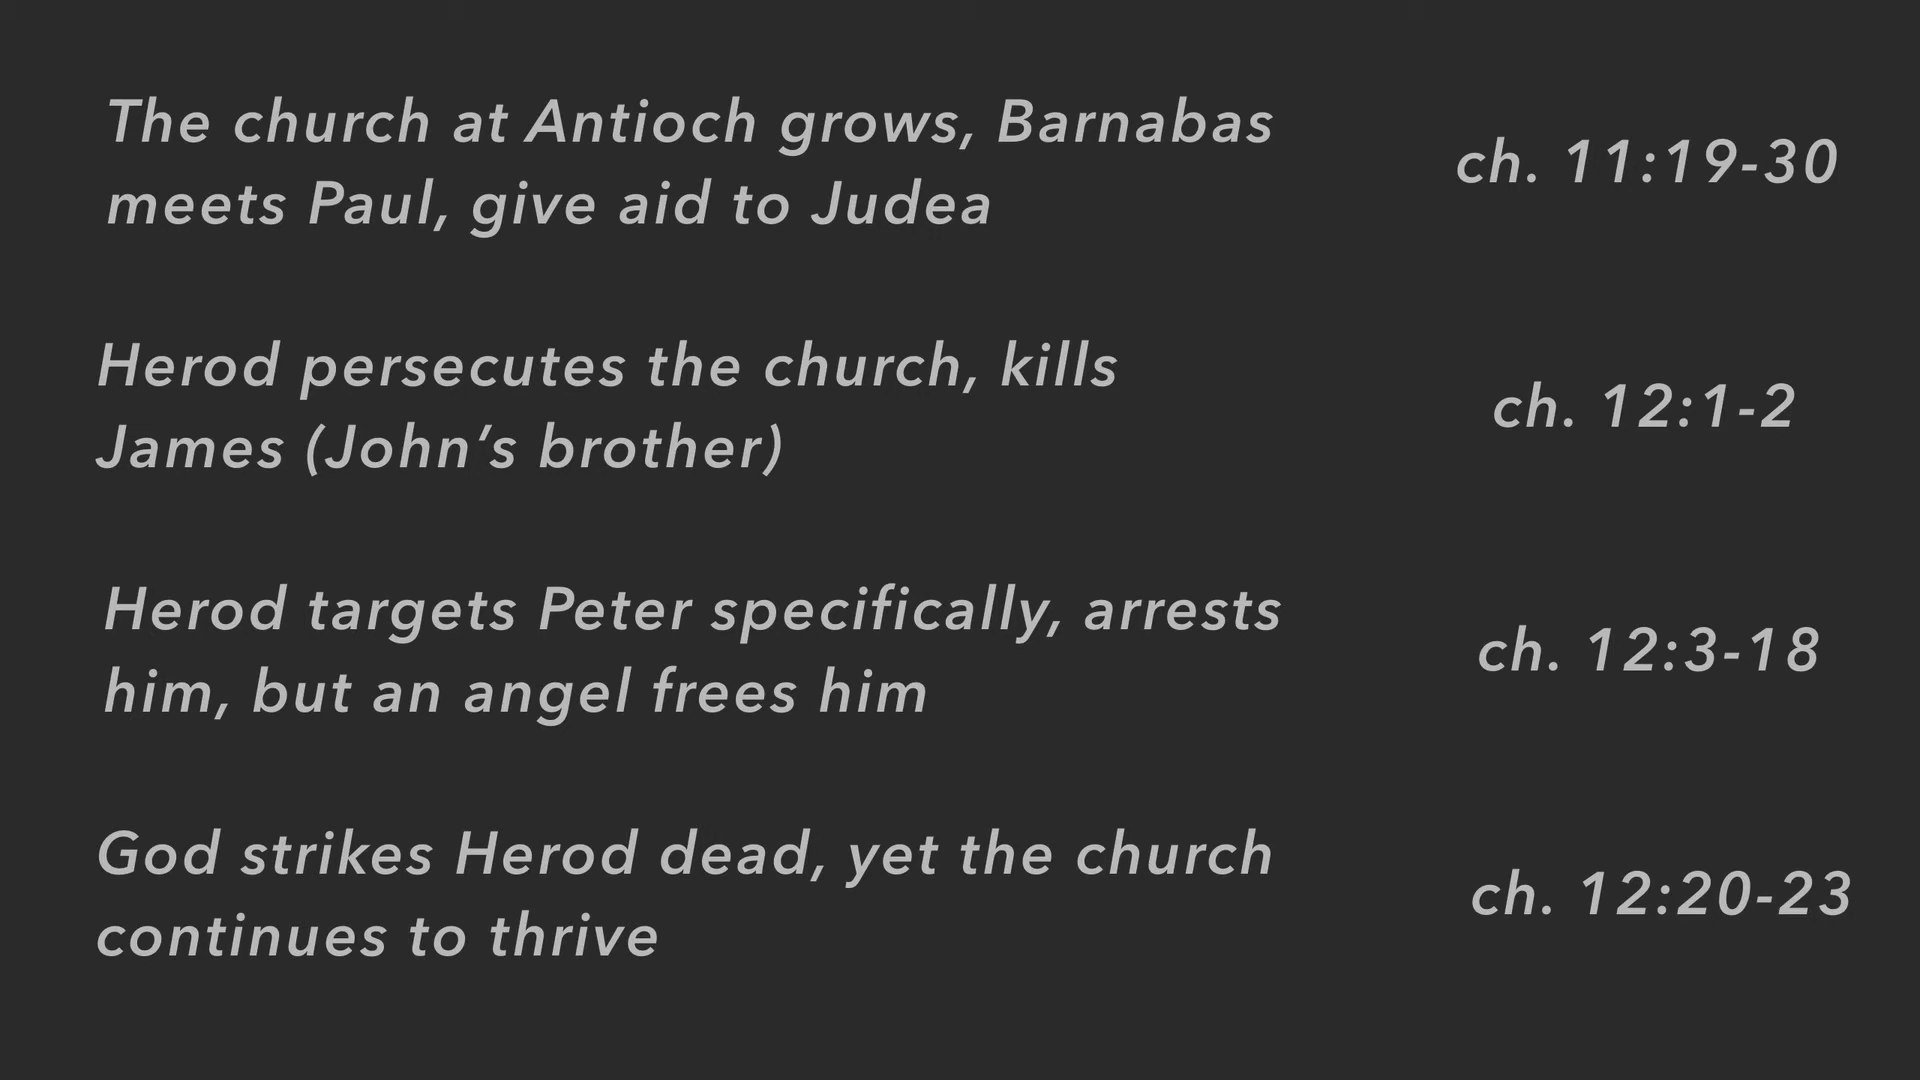 The church at Antioch grows, Barnabas
meets Paul, give aid to Judea
ch. 11:19-30
Herod persecutes the church, kills
James (John’s brother)
ch. 12:1-2
Herod targets Peter specifically, arrests
him, but an angel frees him
ch. 12:3-18
God strikes Herod dead, yet the church
continues to thrive
ch. 12:20-23